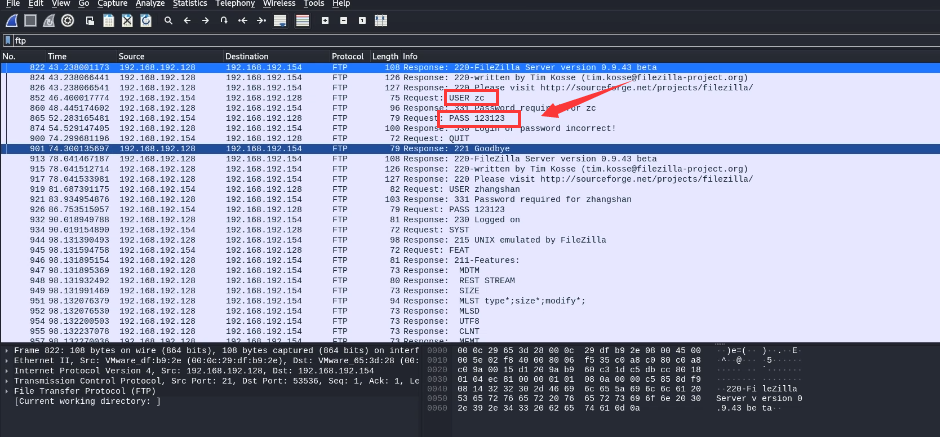 File Edit View Go Capture Analyze Statistics Telephony Wireless Tools Help
ftp
No. Time Source Destination Protocol Length Info
822 43.238001173 192.168.192.128 192.168.192.154 FTP 108 Response: 220-FileZilla Server version 0.9.43 beta
824 43.238066441 192.168.192.128 192.168.192.154 FTP 126 Response: 220-written by Tim Kosse (tim.kosse@filezilla-project.org)
826 43.238066541 192.168.192.128 192.168.192.154 FTP 127 Response: 220 Please visit http://sourceforge.net/projects/filezilla/
852 46.400017774 192.168.192.154 192.168.192.128 FTP 75 Request: USER zc
860 48.445174602 192.168.192.128 192.168.192.154 FTP 96 Response: 331 Password required for zc
865 52.283165481 192.168.192.154 192.168.192.128 FTP 79 Request: PASS 123123
874 54.529147405 192.168.192.128 192.168.192.154 FTP 100 Response: 530 Login or password incorrect!
900 74.299681196 192.168.192.154 192.168.192.128 FTP 72 Request: QUIT
901 74.300135697 192.168.192.128 192.168.192.154 FTP 79 Response: 221 Goodbye
913 78.041467187 192.168.192.128 192.168.192.154 FTP 108 Response: 220-FileZilla Server version 0.9.43 beta
915 78.041512714 192.168.192.128 192.168.192.154 FTP 126 Response: 220-written by Tim Kosse (tim.kosse@filezilla-project.org)
917 78.041533981 192.168.192.128 192.168.192.154 FTP 127 Response: 220 Please visit http://sourceforge.net/projects/filezilla/
919 81.687391175 192.168.192.154 192.168.192.128 FTP 82 Request: USER zhangshan
921 83.934954876 192.168.192.128 192.168.192.154 FTP 103 Response: 331 Password required for zhangshan
926 86.753515057 192.168.192.154 192.168.192.128 FTP 79 Request: PASS 123123
932 90.018949788 192.168.192.128 192.168.192.154 FTP 81 Response: 230 Logged on
934 90.019154890 192.168.192.154 192.168.192.128 FTP 72 Request: SYST
944 98.131390493 192.168.192.128 192.168.192.154 FTP 98 Response: 215 UNIX emulated by FileZilla
945 98.131594758 192.168.192.154 192.168.192.128 FTP 72 Request: FEAT
946 98.131895154 192.168.192.128 192.168.192.154 FTP 81 Response: 211-Features:
947 98.131895369 192.168.192.128 192.168.192.154 FTP 73 Response: MDTM
948 98.131932492 192.168.192.128 192.168.192.154 FTP 80 Response: REST STREAM
949 98.131991469 192.168.192.128 192.168.192.154 FTP 73 Response: SIZE
951 98.132076379 192.168.192.128 192.168.192.154 FTP 94 Response: MLST type*;size*;modify*;
952 98.132076530 192.168.192.128 192.168.192.154 FTP 73 Response: MLSD
954 98.132200503 192.168.192.128 192.168.192.154 FTP 73 Response: UTF8
955 98.132237078 192.168.192.128 192.168.192.154 FTP 73 Response: CLNT
Frame 822: 108 bytes on wire (864 bits), 108 bytes captured (864 bits) on interf
Ethernet II, Src: VMware_df:b9:2e (00:0c:29:df:b9:2e), Dst: VMware_65:3d:28 (00:
Internet Protocol Version 4, Src: 192.168.192.128, Dst: 192.168.192.154
Transmission Control Protocol, Src Port: 21, Dst Port: 53536, Seq: 1, Ack: 1, Le
File Transfer Protocol (FTP)
[Current working directory: ]
0000 00 0c 29 65 3d 28 00 0c 29 df b9 2e 08 00 45 00
0010 00 5e 02 f8 40 00 80 06 f5 35 c0 a8 c0 80 c0 a8
0020 c0 9a 00 15 d1 20 9a b9 60 c3 1d c5 db cc 80 18
0030 01 04 ec 81 00 00 01 01 08 0a 00 00 c5 85 8d f9
0040 08 14 32 32 30 2d 46 69 6c 65 5a 69 6c 6c 61 20 ··220-Fi leZilla
0050 53 65 72 76 65 72 20 76 65 72 73 69 6f 6e 20 30 Server v ersion 0
0060 2e 39 2e 34 33 20 62 65 74 61 0d 0a .9.43 be ta··